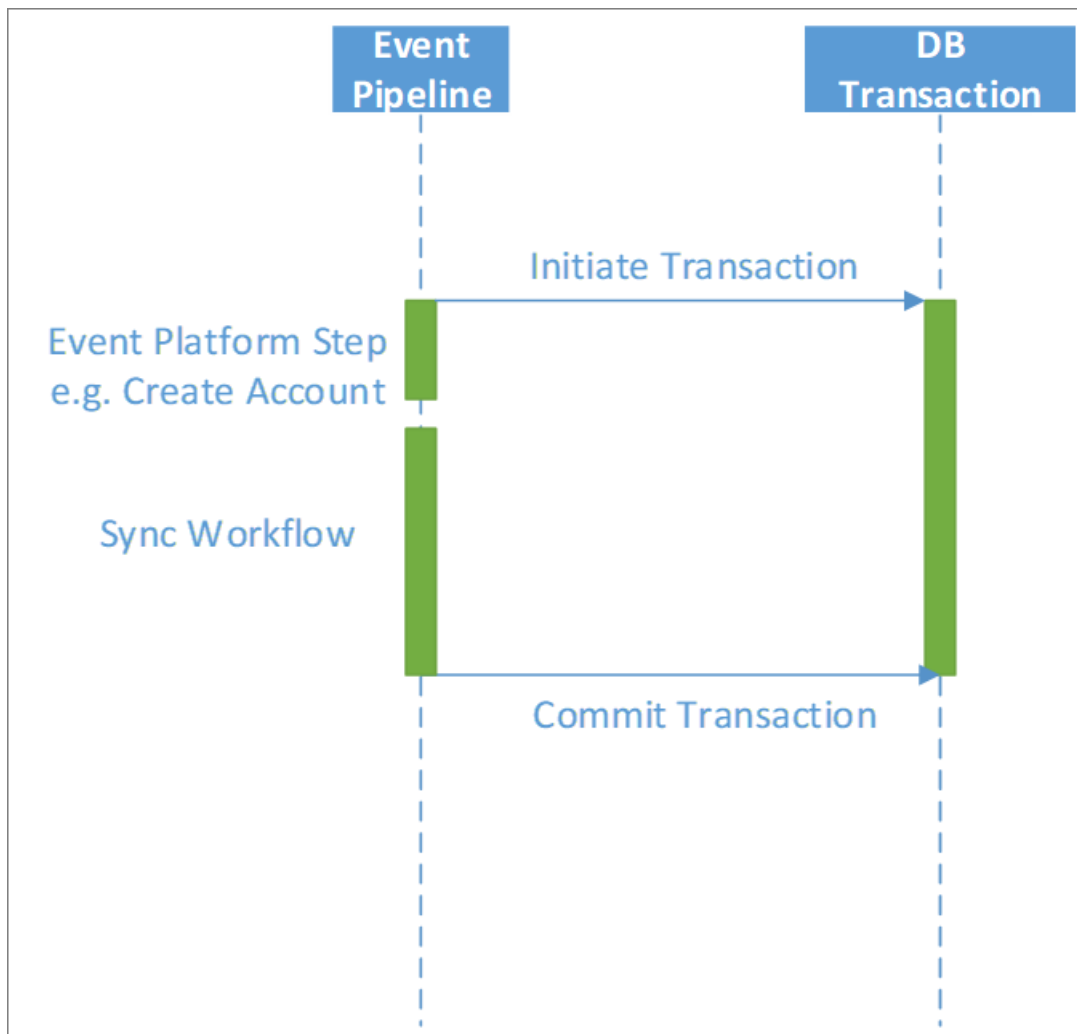 Event
Pipeline
DB
Transaction
Initiate Transaction
Event Platform Step
e.g. Create Account
Sync Workflow
Commit Transaction